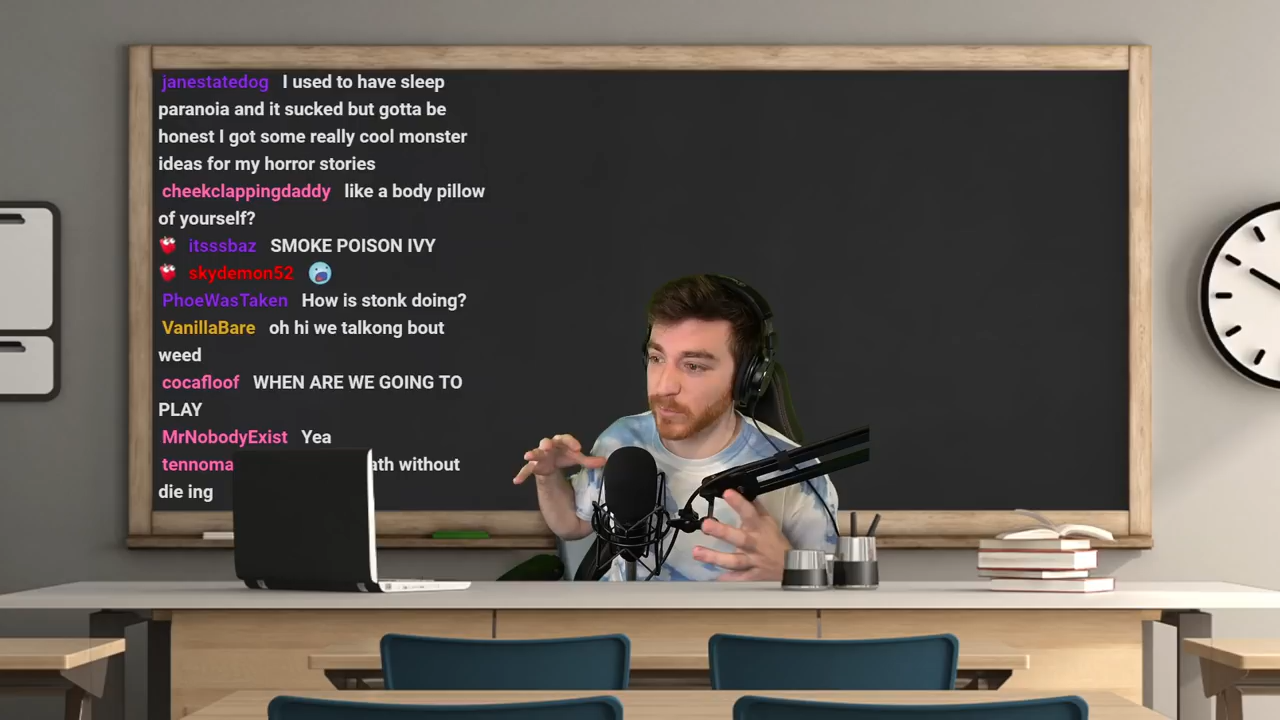 janestatedog I used to have sleep
paranoia and it sucked but gotta be
honest I got some really cool monster
ideas for my horror stories
cheekclappingdaddy like a body pillow
of yourself?
itsssbaz SMOKE POISON IVY
skydemon52
PhoeWasTaken How is stonk doing?
VanillaBare oh hi we talkong bout
weed
cocafloof WHEN ARE WE GOING TO
PLAY
MrNobodyExist Yea
without
die ing